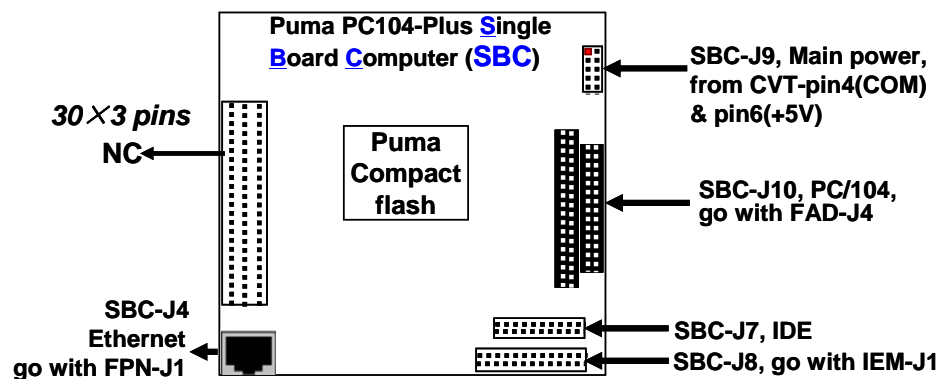 Puma PC104-Plus Single
Board Computer (SBC)
SBC-J9, Main power,
from CVT-pin4(COM)
& pin6(+5V)
30×3 pins
NC
Puma
Compact
flash
SBC-J10, PC/104,
go with FAD-J4
SBC-J4
Ethernet
go with FPN-J1
SBC-J7, IDE
SBC-J8, go with IEM-J1